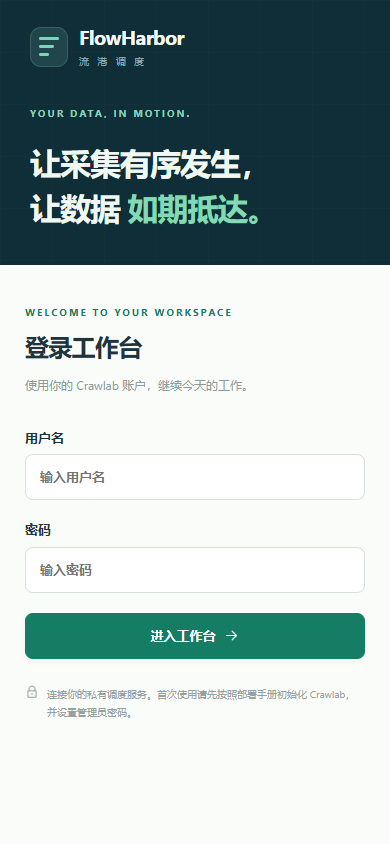 FlowHarbor
流港调度
YOUR DATA, IN MOTION.
让采集有序发生，
让数据 如期抵达。
WELCOME TO YOUR WORKSPACE
登录工作台
使用你的 Crawlab 账户，继续今天的工作。
用户名
输入用户名
密码
输入密码
进入工作台 →
连接你的私有调度服务。首次使用请先按照部署手册初始化 Crawlab，
并设置管理员密码。